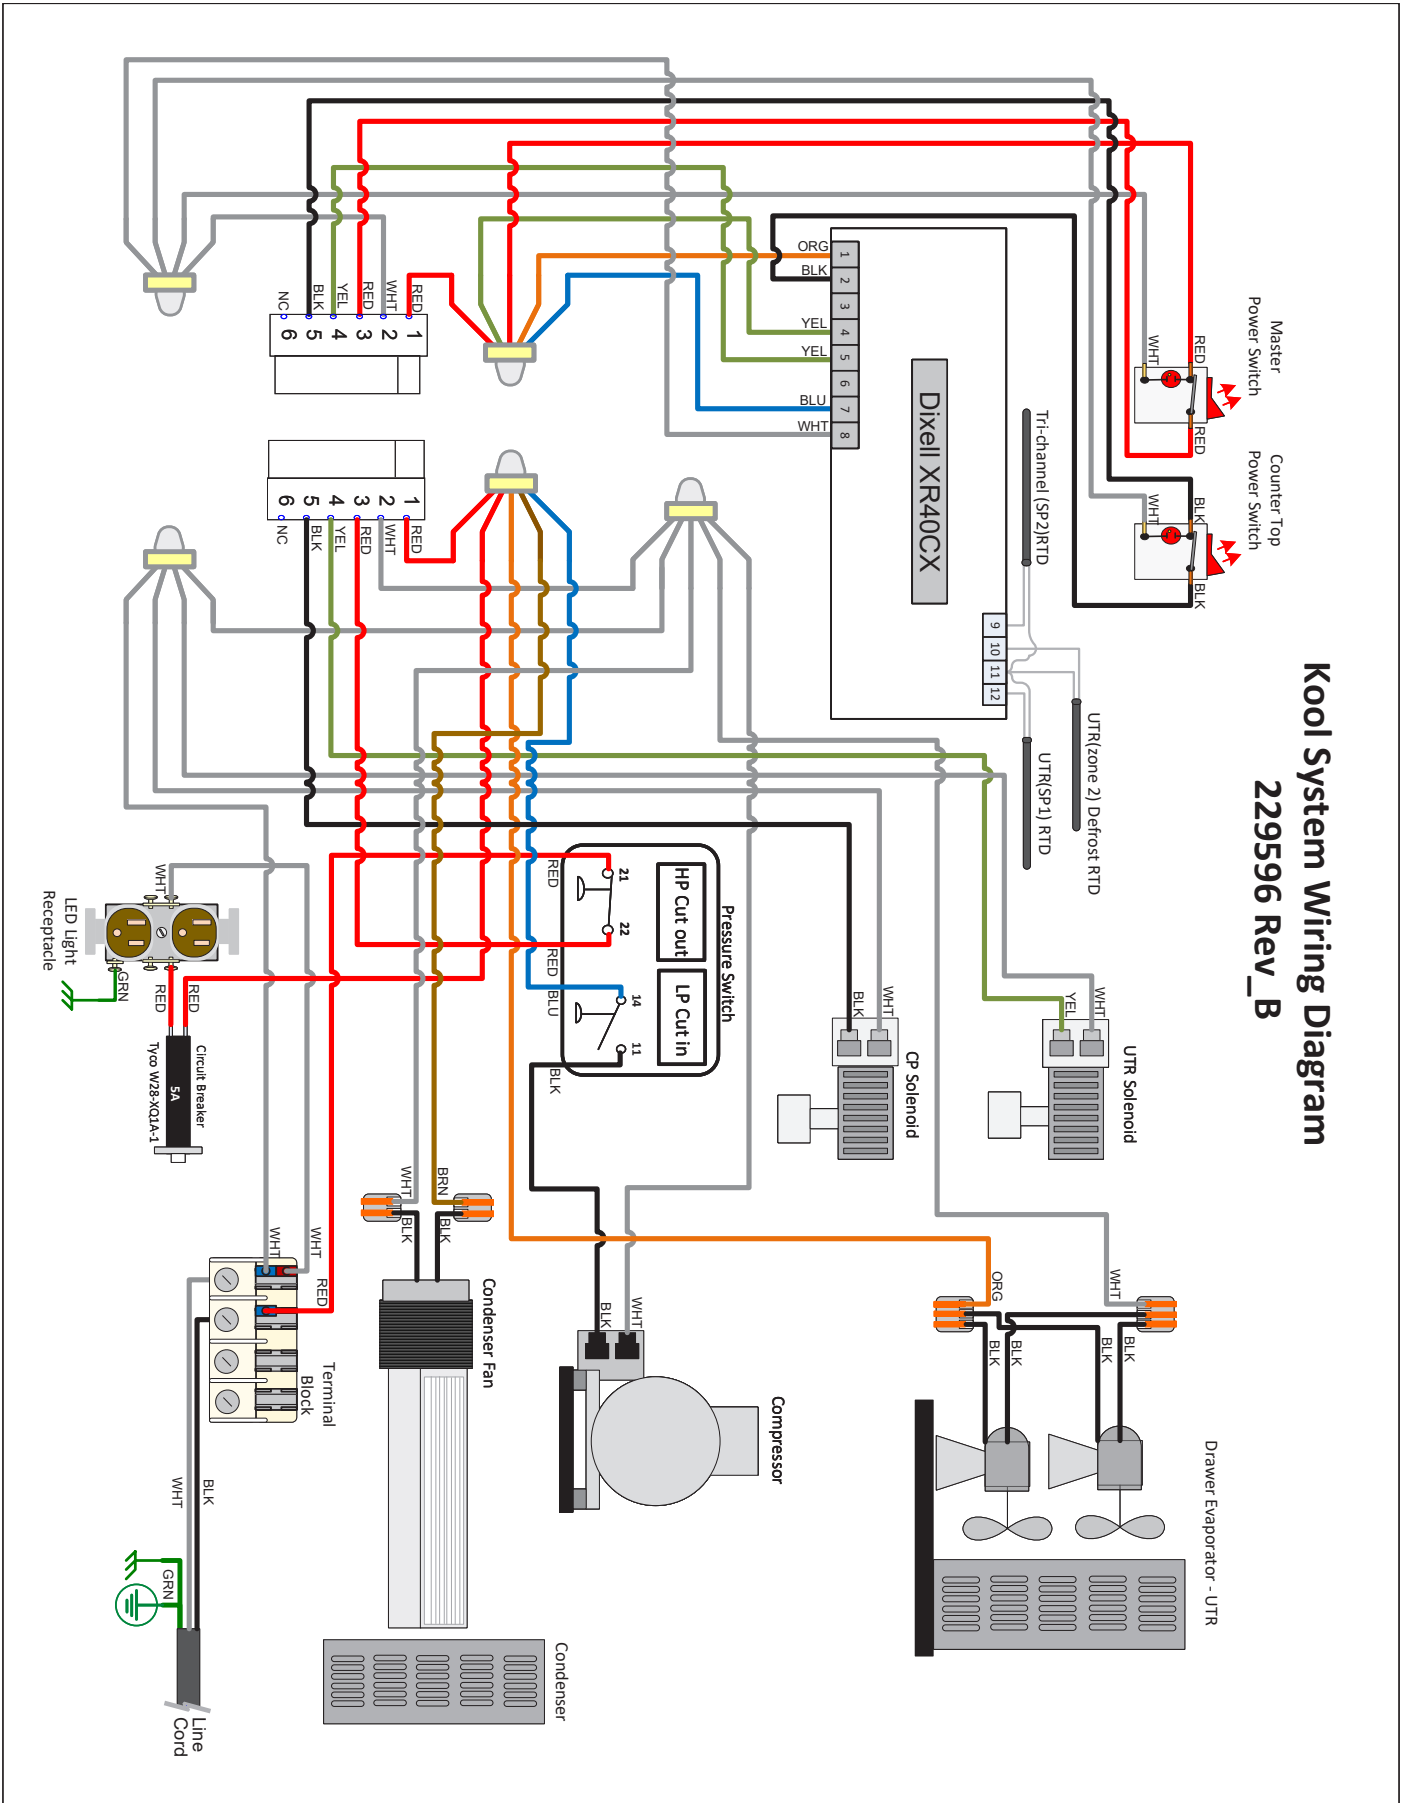 Kool System Wiring Diagram
229596 Rev_B
Master
Power Switch
WHT
RED
RED
Counter Top
Power Switch
WHT
BLK
BLK
Tri-channel (SP2)RTD
UTR(zone 2) Defrost RTD
UTR(SP1) RTD
Dixell XR40CX
ORG
BLK
YEL
YEL
BLU
WHT
1
2
3
4
5
6
7
8
9
10
11
12
NC
BLK
YEL
RED
WHT
RED
6
5
4
3
2
1
6
5
4
3
2
1
NC
BLK
YEL
RED
WHT
RED
Pressure Switch
HP Cut out
LP Cut in
21
22
14
11
RED
RED
BLU
BLK
WHT
YEL
UTR Solenoid
WHT
BLK
CP Solenoid
LED Light
Receptacle
WHT
GRN
RED
RED
Circuit Breaker
Tyco W28-XQ1A-1
5A
WHT
BRN
BLK
BLK
Condenser Fan
WHT
BLK
Compressor
WHT
ORG
BLK
BLK
BLK
BLK
Drawer Evaporator - UTR
WHT
WHT
RED
Terminal
Block
BLK
WHT
GRN
Line
Cord
Condenser